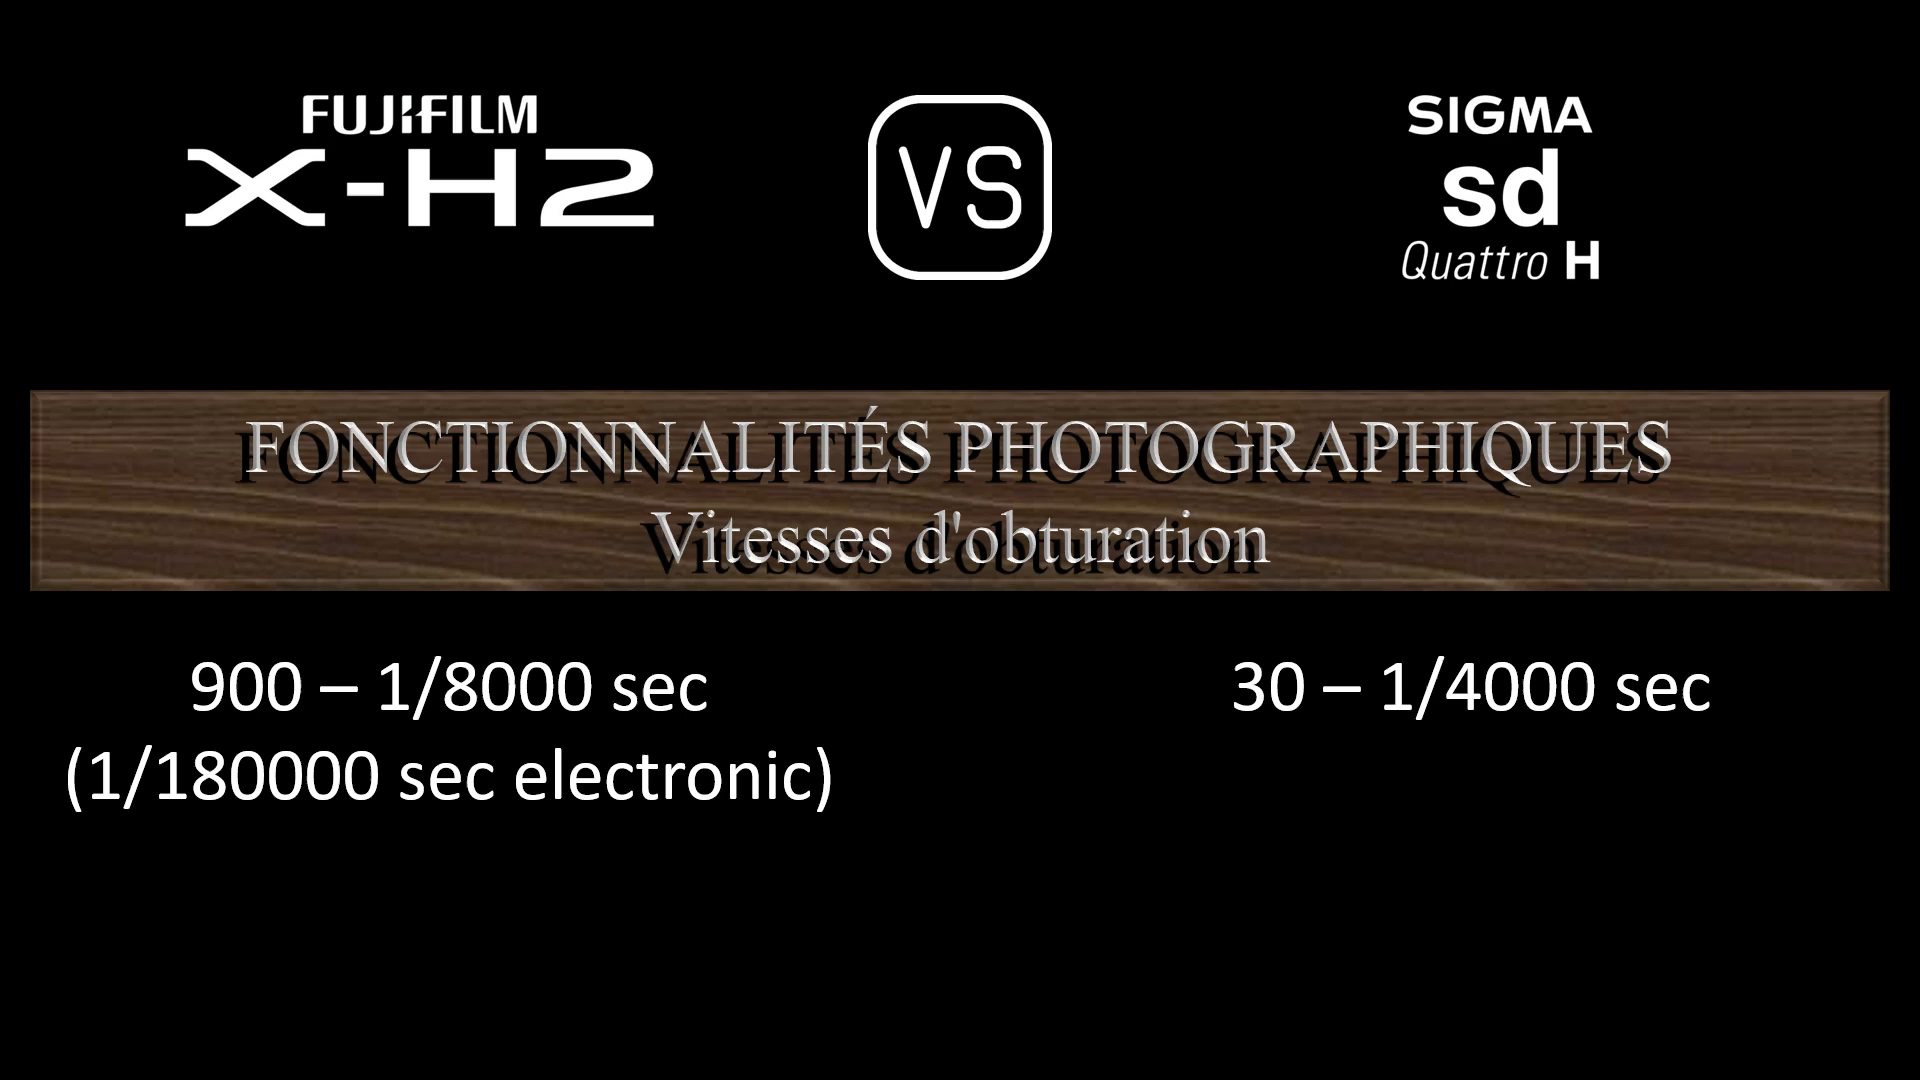 FUJIFILM
X-H2
VS
SIGMA
sd
Quattro H
FONCTIONNALITÉS PHOTOGRAPHIQUES
Vitesses d'obturation
900 – 1/8000 sec
(1/180000 sec electronic)
30 – 1/4000 sec